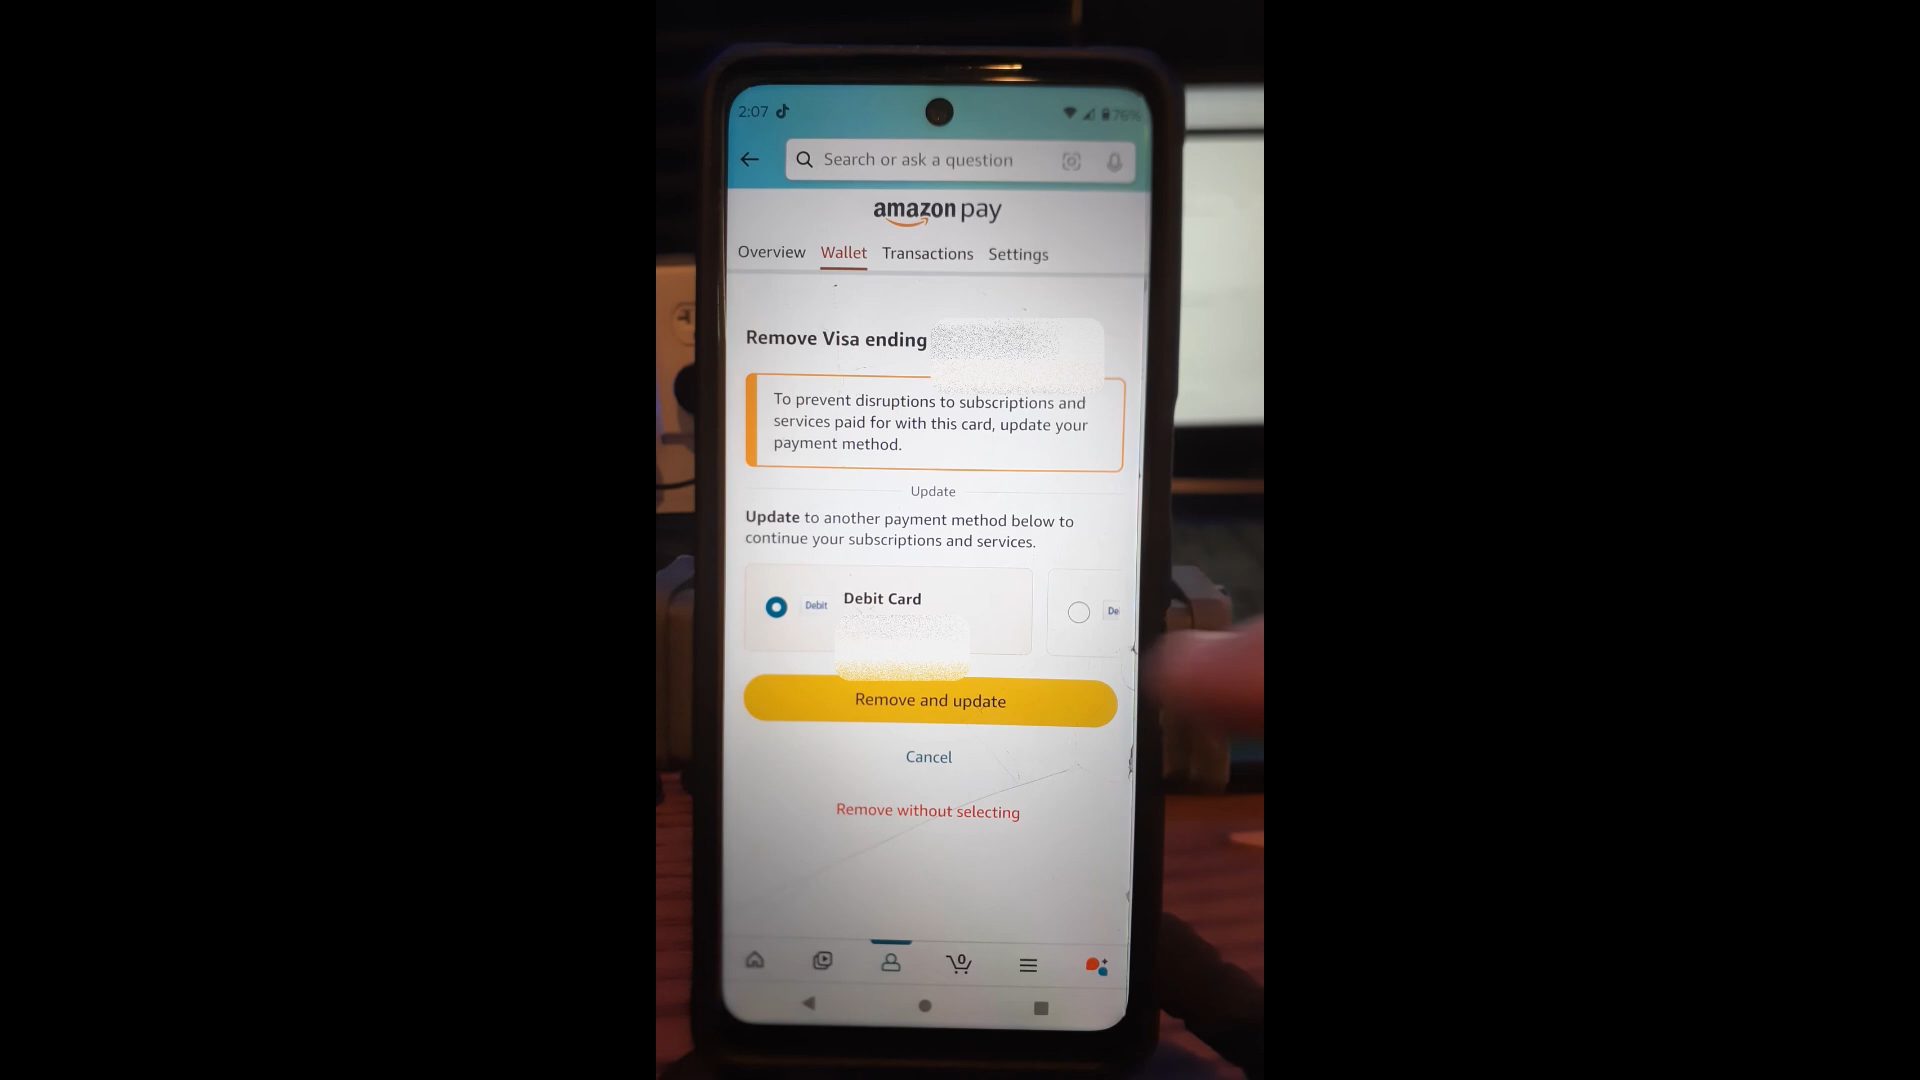 2:07 76%
Search or ask a question
amazon pay
Overview Wallet Transactions Settings
Remove Visa ending
To prevent disruptions to subscriptions and
services paid for with this card, update your
payment method.
Update
Update to another payment method below to
continue your subscriptions and services.
Debit Debit Card De
Remove and update
Cancel
Remove without selecting
0